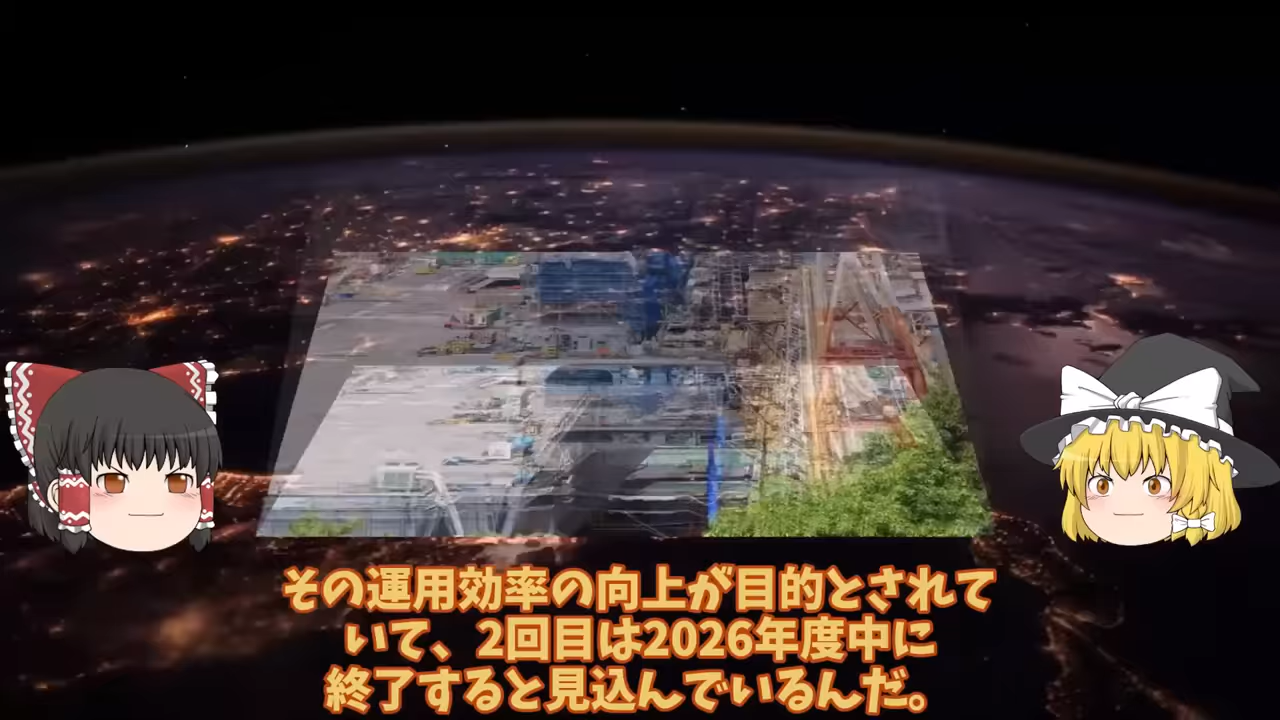 その運用効率の向上が目的とされて
いて、2回目は2026年度中に
終了すると見込んでいるんだ。